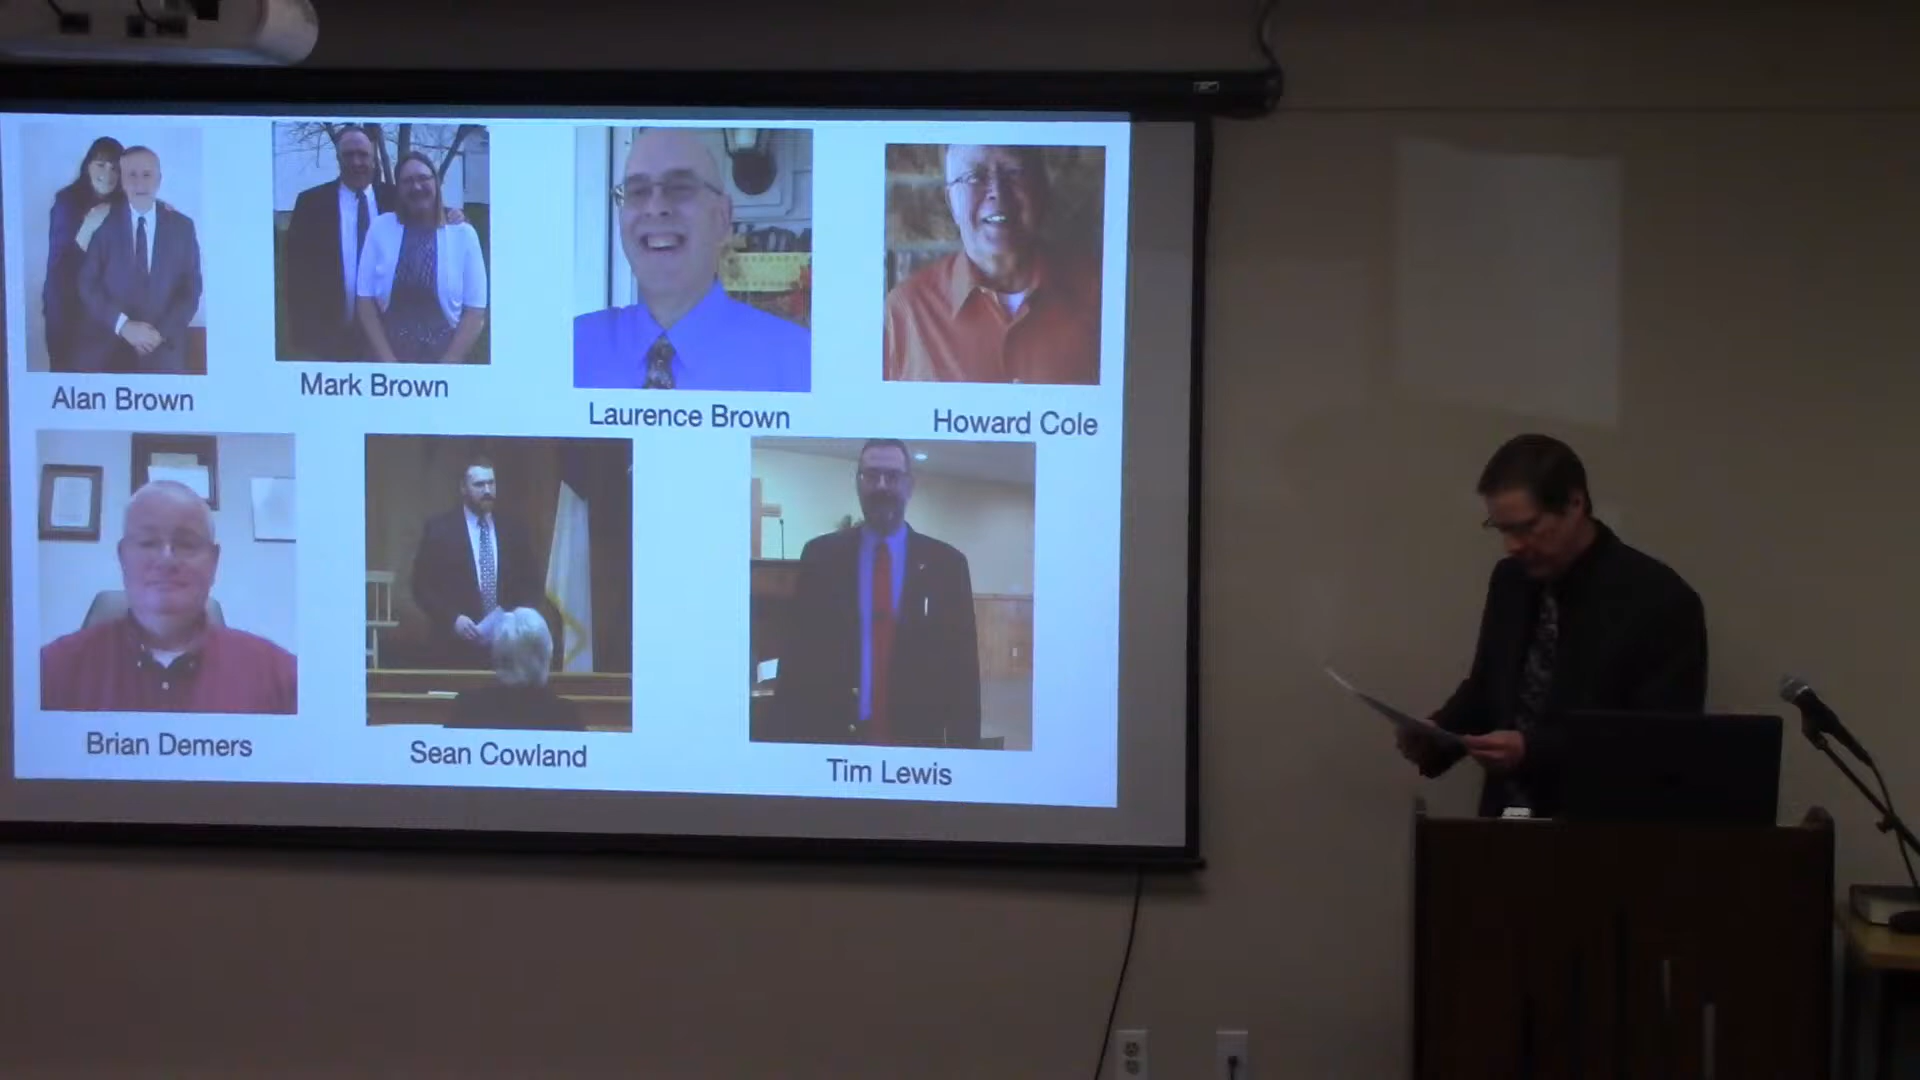 Alan Brown
Mark Brown
Laurence Brown
Howard Cole
Brian Demers
Sean Cowland
Tim Lewis